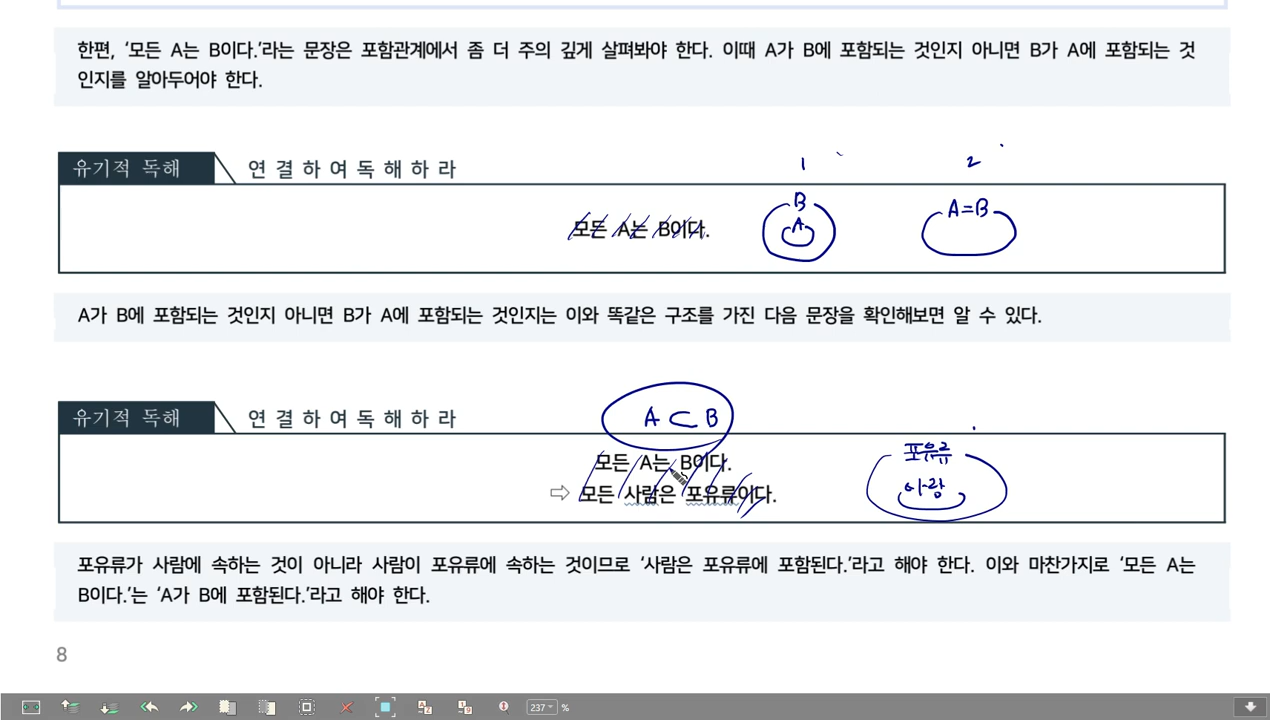 한편, '모든 A는 B이다.'라는 문장은 포함관계에서 좀 더 주의 깊게 살펴봐야 한다. 이때 A가 B에 포함되는 것인지 아니면 B가 A에 포함되는 것
인지를 알아두어야 한다.
유기적 독해 연결하여독해하라
1 2
모든 A는 B이다.
B
A
A=B
A가 B에 포함되는 것인지 아니면 B가 A에 포함되는 것인지는 이와 똑같은 구조를 가진 다음 문장을 확인해보면 알 수 있다.
유기적 독해 연결하여독해하라
A ⊂ B
모든 A는 B이다.
⇨ 모든 사람은 포유류이다.
포유류
사람
포유류가 사람에 속하는 것이 아니라 사람이 포유류에 속하는 것이므로 '사람은 포유류에 포함된다.'라고 해야 한다. 이와 마찬가지로 '모든 A는
B이다.'는 'A가 B에 포함된다.'라고 해야 한다.
8
237 %